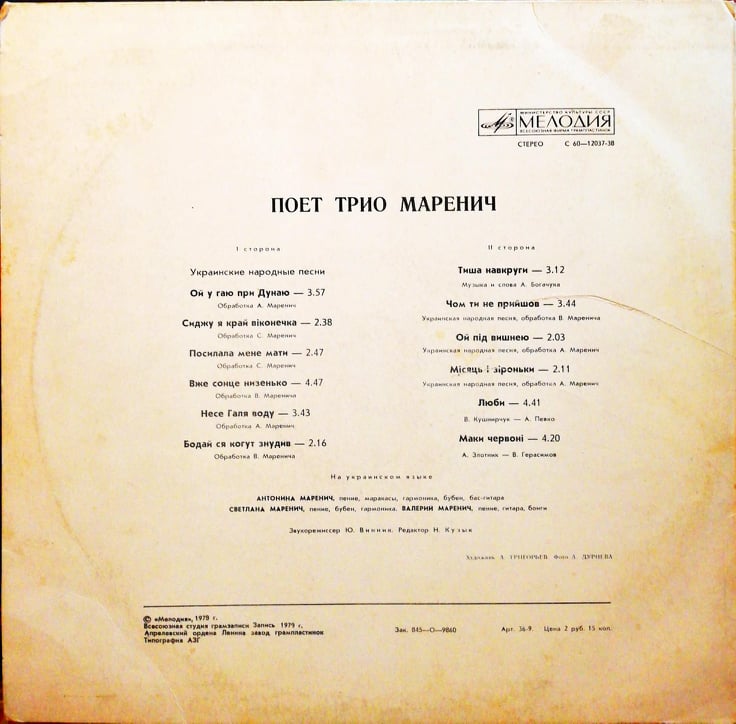 МИНИСТЕРСТВО КУЛЬТУРЫ СССР
МЕЛОДИЯ
ВСЕСОЮЗНАЯ ФИРМА ГРАМПЛАСТИНОК
СТЕРЕО С 60—12037-38
ПОЕТ ТРИО МАРЕНИЧ
I сторона
Украинские народные песни
Ой у гаю при Дунаю — 3.57
Обработка А. Маренич
Сиджу я край віконечка — 2.38
Обработка С. Маренич
Посилала мене мати — 2.47
Обработка С. Маренич
Вже сонце низенько — 4.47
Обработка В. Маренича
Несе Галя воду — 3.43
Обработка А. Маренич
Бодай ся когут знудив — 2.16
Обработка В. Маренича
II сторона
Тиша навкруги — 3.12
Музыка и слова А. Богачука
Чом ти не прийшов — 3.44
Украинская народная песня, обработка В. Маренича
Ой під вишнею — 2.03
Украинская народная песня, обработка А. Маренич
Місяць і зіроньки — 2.11
Украинская народная песня, обработка А. Маренич
Люби — 4.41
В. Кушнирчук — А. Певко
Маки червоні — 4.20
А. Злотник — В. Герасимов
На украинском языке
АНТОНИНА МАРЕНИЧ, пение, маракасы, гармоника, бубен, бас-гитара
СВЕТЛАНА МАРЕНИЧ, пение, бубен, гармоника. ВАЛЕРИЙ МАРЕНИЧ, пение, гитара, бонги
Звукорежиссер Ю. Винник. Редактор Н. Кузык
Художник А. ГРИГОРЬЕВ. Фото А. ДУРНЕВА
© «Мелодия», 1979 г.
Всесоюзная студия грамзаписи Запись 1979 г.
Апрелевский ордена Ленина завод грампластинок
Типография АЗГ
Зак. 845—О—9860
Арт. 36-9. Цена 2 руб. 15 коп.